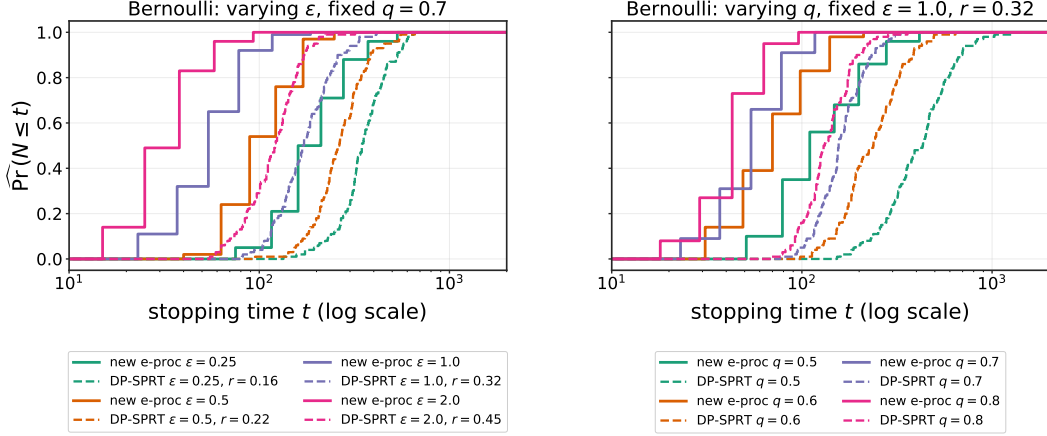 Bernoulli: varying ε, fixed q = 0.7
Bernoulli: varying q, fixed ε = 1.0, r = 0.32
P̂r(N ≤ t)
1.0
0.8
0.6
0.4
0.2
0.0
10¹ 10² 10³
10¹ 10² 10³
stopping time t (log scale)
stopping time t (log scale)
new e-proc ε = 0.25
DP-SPRT ε = 0.25, r = 0.16
new e-proc ε = 0.5
DP-SPRT ε = 0.5, r = 0.22
new e-proc ε = 1.0
DP-SPRT ε = 1.0, r = 0.32
new e-proc ε = 2.0
DP-SPRT ε = 2.0, r = 0.45
new e-proc q = 0.5
DP-SPRT q = 0.5
new e-proc q = 0.6
DP-SPRT q = 0.6
new e-proc q = 0.7
DP-SPRT q = 0.7
new e-proc q = 0.8
DP-SPRT q = 0.8